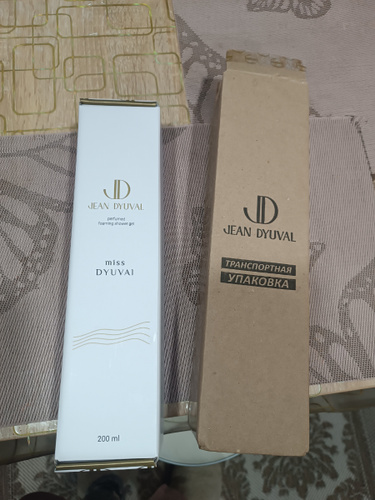 JD
JEAN DYUVAL
perfumed
foaming shower gel
miss
DYUVAL
200 ml
JD
JEAN DYUVAL
ТРАНСПОРТНАЯ
УПАКОВКА